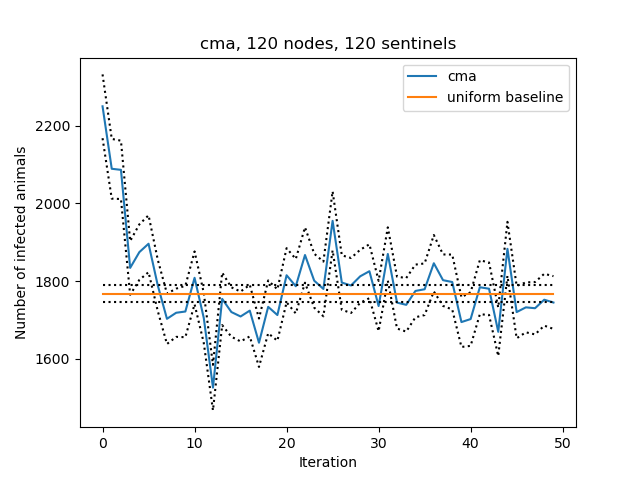 cma, 120 nodes, 120 sentinels
cma
uniform baseline
Number of infected animals
2200
2000
1800
1600
0 10 20 30 40 50
Iteration